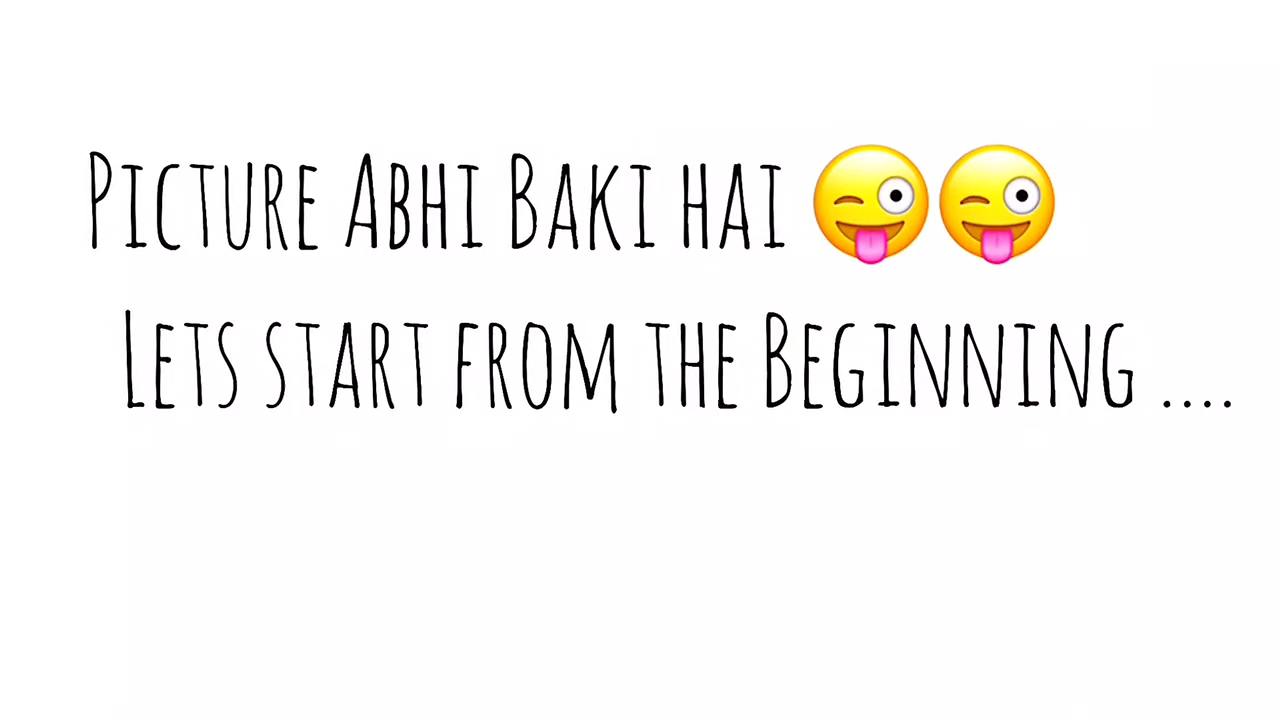 Picture Abhi Baki hai 😜😜
Lets start from the Beginning ....